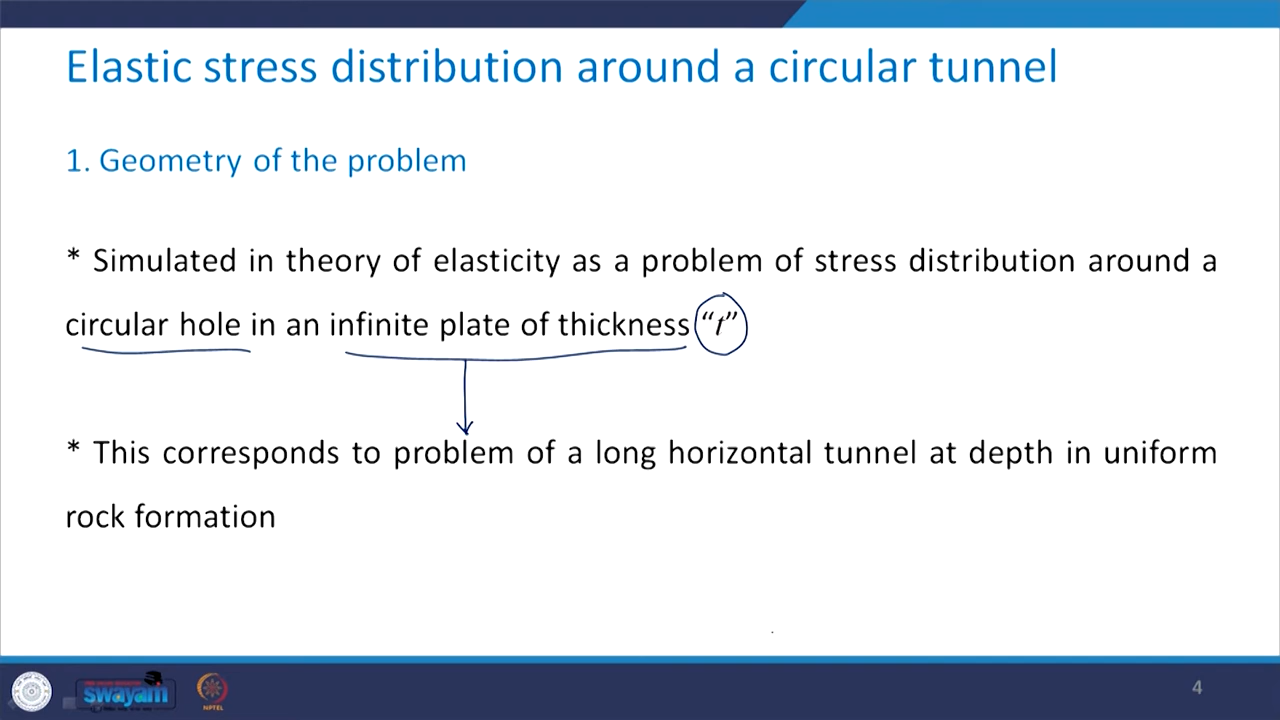 Elastic stress distribution around a circular tunnel
1. Geometry of the problem
* Simulated in theory of elasticity as a problem of stress distribution around a
circular hole in an infinite plate of thickness “t”
* This corresponds to problem of a long horizontal tunnel at depth in uniform
rock formation
swayam
NPTEL
4